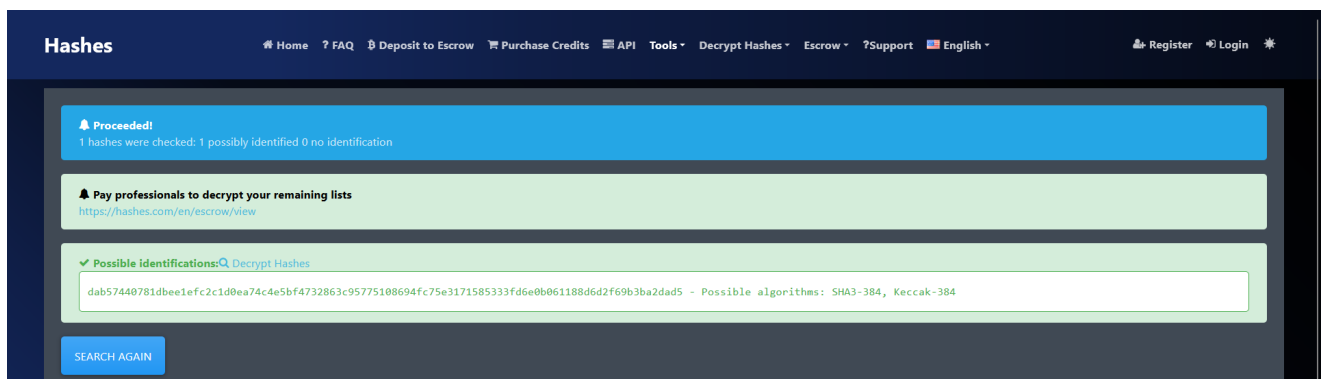 Hashes Home ? FAQ Deposit to Escrow Purchase Credits API Tools Decrypt Hashes Escrow ?Support English Register Login
Proceeded!
1 hashes were checked: 1 possibly identified 0 no identification
Pay professionals to decrypt your remaining lists
https://hashes.com/en/escrow/view
Possible identifications: Decrypt Hashes
dab57440781dbee1efc2c1d0ea74c4e5bf4732863c95775108694fc75e3171585333fd6e0b061188d6d2f69b3ba2dad5 - Possible algorithms: SHA3-384, Keccak-384
SEARCH AGAIN